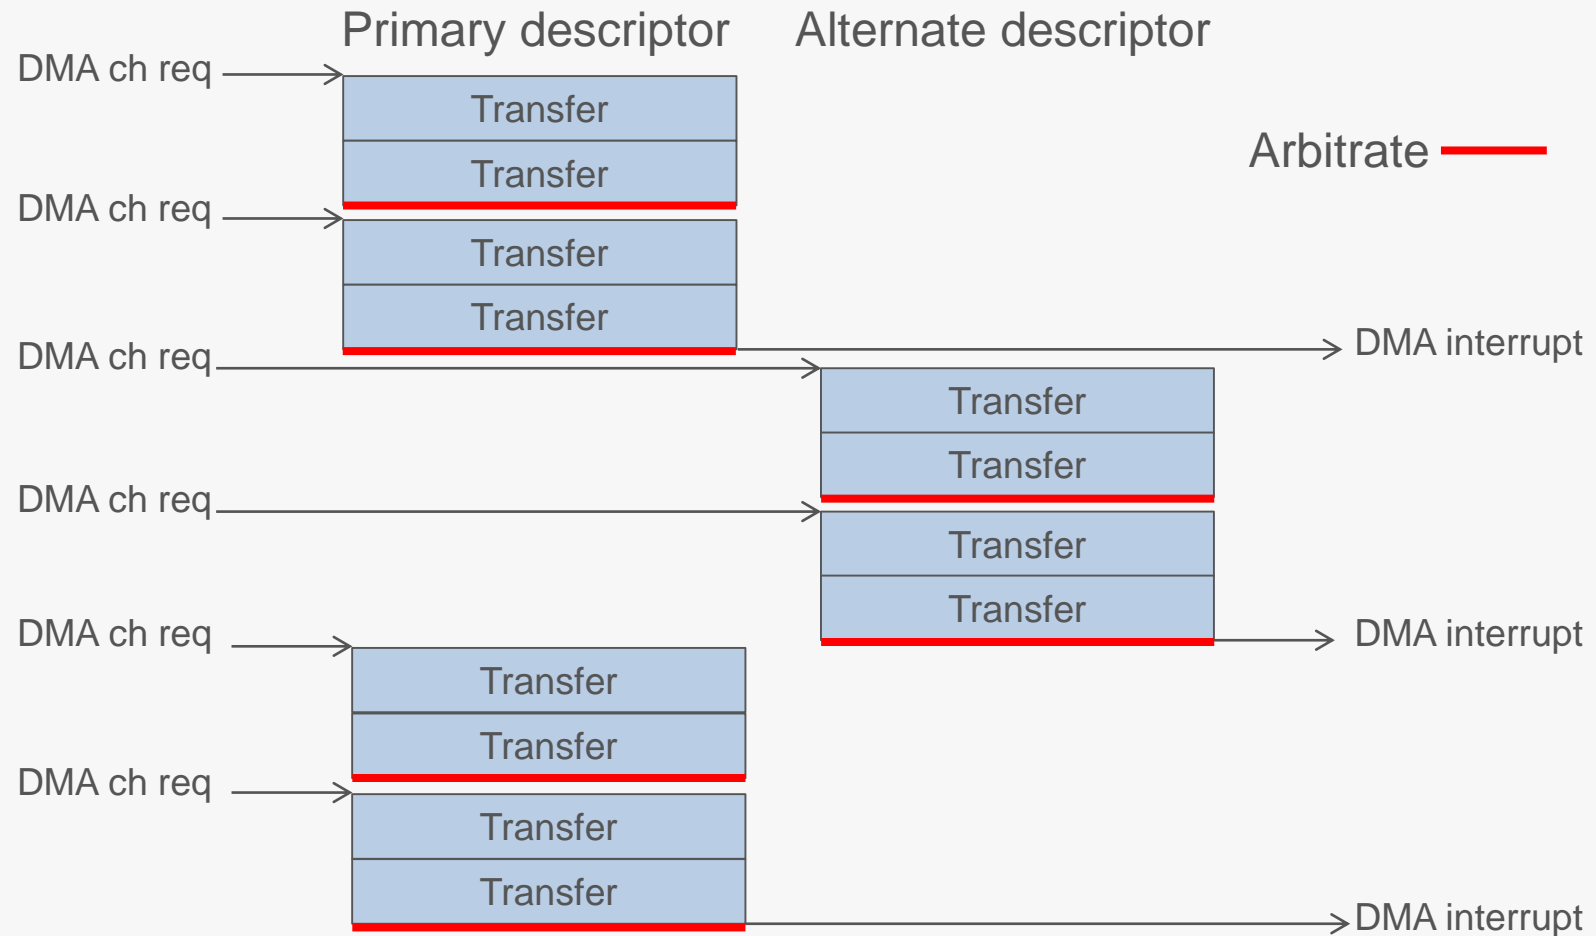 Primary descriptor Alternate descriptor
DMA ch req
Transfer
Arbitrate
Transfer
DMA ch req
Transfer
Transfer
DMA ch req
DMA interrupt
Transfer
Transfer
DMA ch req
Transfer
Transfer
DMA ch req
DMA interrupt
Transfer
Transfer
DMA ch req
Transfer
Transfer
DMA interrupt